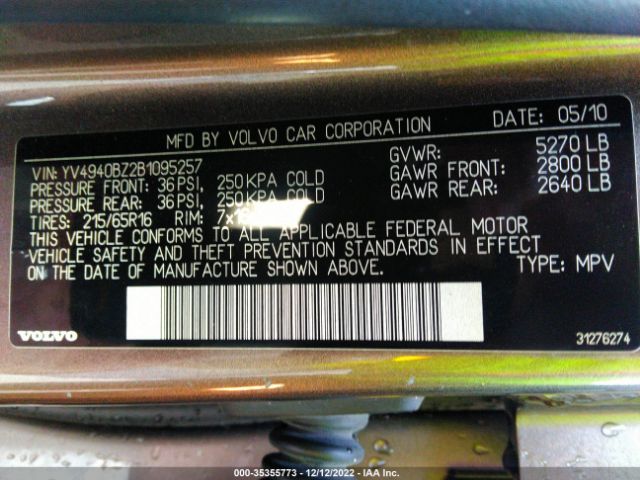 MFD BY VOLVO CAR CORPORATION DATE: 05/10
VIN: YV4940BZ2B1095257 GVWR: 5270 LB
PRESSURE FRONT: 36 PSI, 250 KPA COLD GAWR FRONT: 2800 LB
PRESSURE REAR: 36 PSI, 250 KPA COLD GAWR REAR: 2640 LB
TIRES: 215/65R16 RIM:
THIS VEHICLE CONFORMS TO ALL APPLICABLE FEDERAL MOTOR
VEHICLE SAFETY AND THEFT PREVENTION STANDARDS IN EFFECT
ON THE DATE OF MANUFACTURE SHOWN ABOVE. TYPE: MPV
VOLVO 31276274
000-35355773 - 12/12/2022 - IAA Inc.